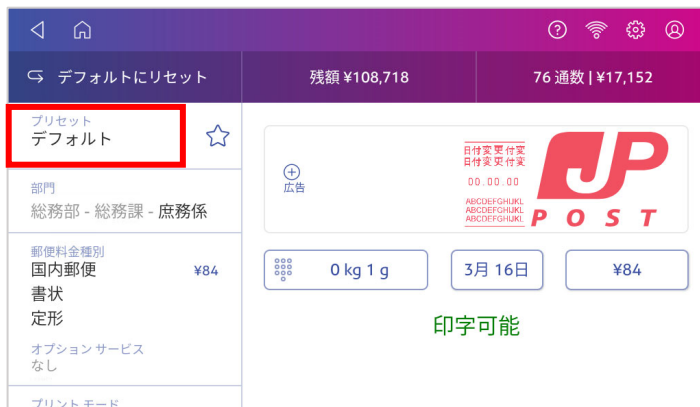 デフォルトにリセット
残額 ¥108,718
76 通数 | ¥17,152
プリセット
デフォルト
部門
総務部 - 総務課 - 庶務係
郵便料金種別
国内郵便 ¥84
書状
定形
オプション サービス
なし
プリント モード
広告
日付変更付変
日付変更付変
00.00.00
ABCDEFGHIJKL
ABCDEFGHIJKL
ABCDEFGHIJKL
JP
POST
0 kg 1 g
3月 16日
¥84
印字可能